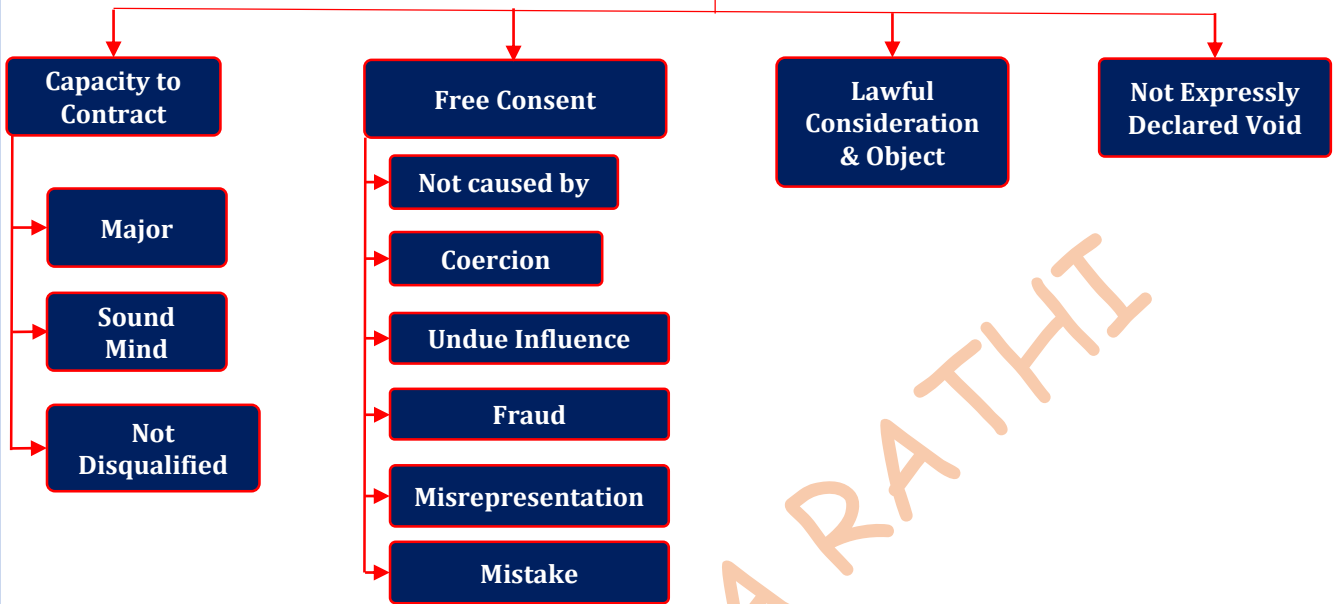 Capacity to
Contract
Major
Sound
Mind
Not
Disqualified
Free Consent
Not caused by
Coercion
Undue Influence
Fraud
Misrepresentation
Mistake
Lawful
Consideration
& Object
Not Expressly
Declared Void
A RATHI